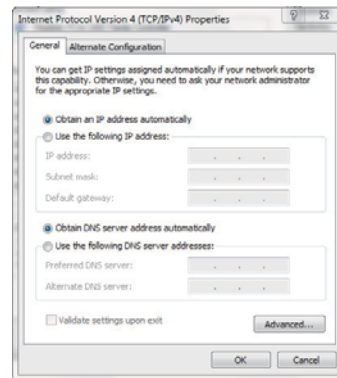 Internet Protocol Version 4 (TCP/IPv4) Properties
General
Alternate Configuration
You can get IP settings assigned automatically if your network supports
this capability. Otherwise, you need to ask your network administrator
for the appropriate IP settings.
Obtain an IP address automatically
Use the following IP address:
IP address:
Subnet mask:
Default gateway:
Obtain DNS server address automatically
Use the following DNS server addresses:
Preferred DNS server:
Alternate DNS server:
Validate settings upon exit
Advanced...
OK
Cancel